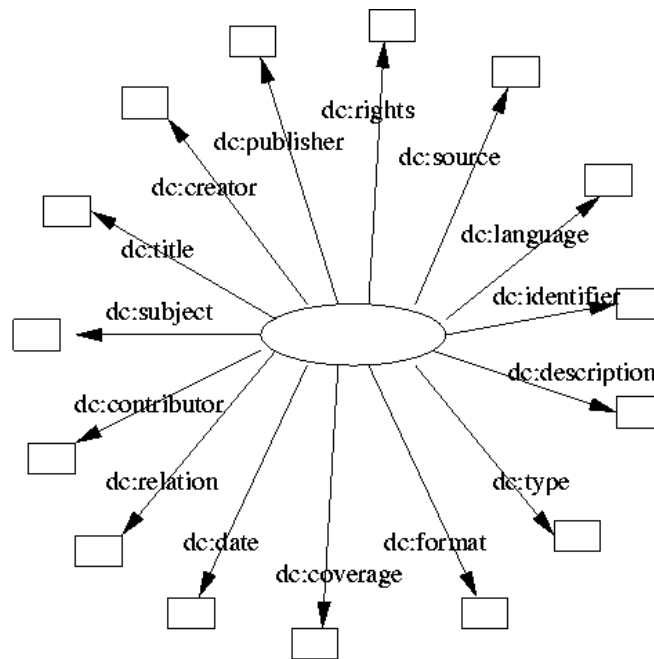 dc:rights
dc:publisher
dc:source
dc:creator
dc:language
dc:title
dc:identifier
dc:subject
dc:description
dc:contributor
dc:relation
dc:type
dc:date
dc:format
dc:coverage